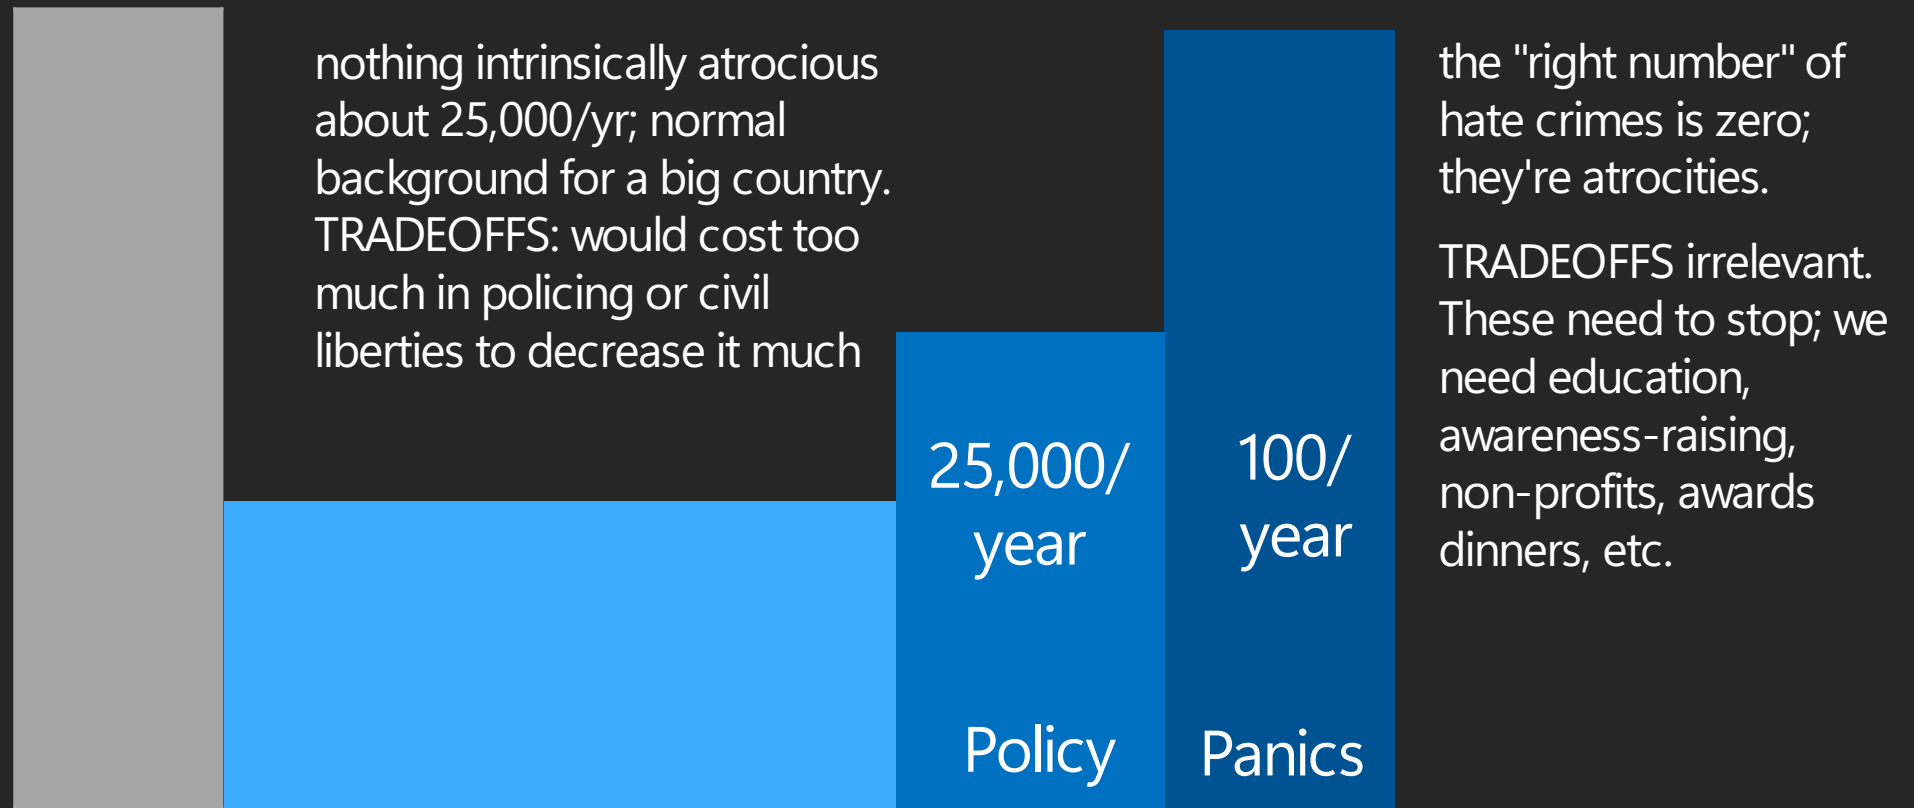 nothing intrinsically atrocious
about 25,000/yr; normal
background for a big country.
TRADEOFFS: would cost too
much in policing or civil
liberties to decrease it much
25,000/
year
Policy
100/
year
Panics
the "right number" of
hate crimes is zero;
they're atrocities.
TRADEOFFS irrelevant.
These need to stop; we
need education,
awareness-raising,
non-profits, awards
dinners, etc.